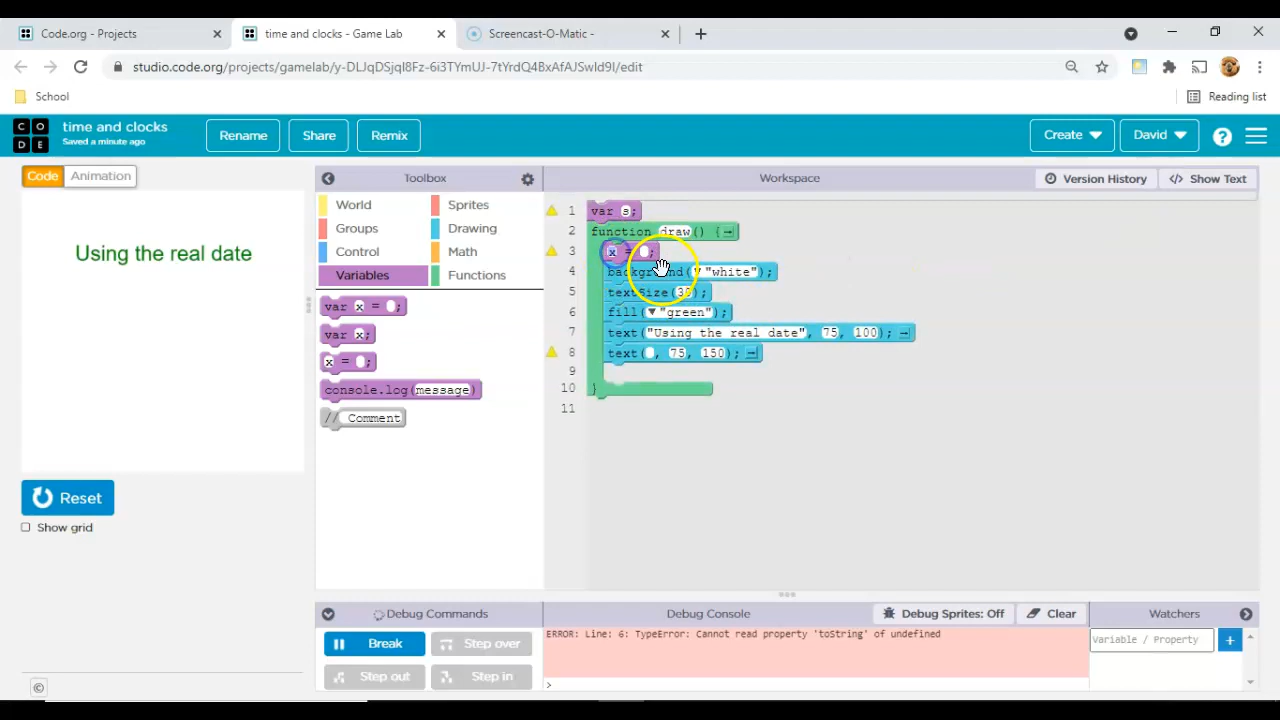 Code.org - Projects
time and clocks - Game Lab
Screencast-O-Matic -
studio.code.org/projects/gamelab/y-DLJqDSjql8Fz-6i3TYmUJ-7tYrdQ4BxAfAJSwId9I/edit
School
Reading list
CO
DE
time and clocks
Saved a minute ago
Rename
Share
Remix
Create
David
?
Code
Animation
Toolbox
Workspace
Version History
</> Show Text
Using the real date
World
Sprites
Groups
Drawing
Control
Math
Variables
Functions
var x = ;
var x;
x = ;
console.log(message)
// Comment
1 var s;
2 function draw() {
3 x = ;
4 background("white");
5 textSize(30);
6 fill("green");
7 text("Using the real date", 75, 100);
8 text( , 75, 150);
9
10 }
11
Reset
Show grid
Debug Commands
Debug Console
Debug Sprites: Off
Clear
Watchers
Break
Step over
Step out
Step in
ERROR: Line: 6: TypeError: Cannot read property 'toString' of undefined
>
Variable / Property
+
©